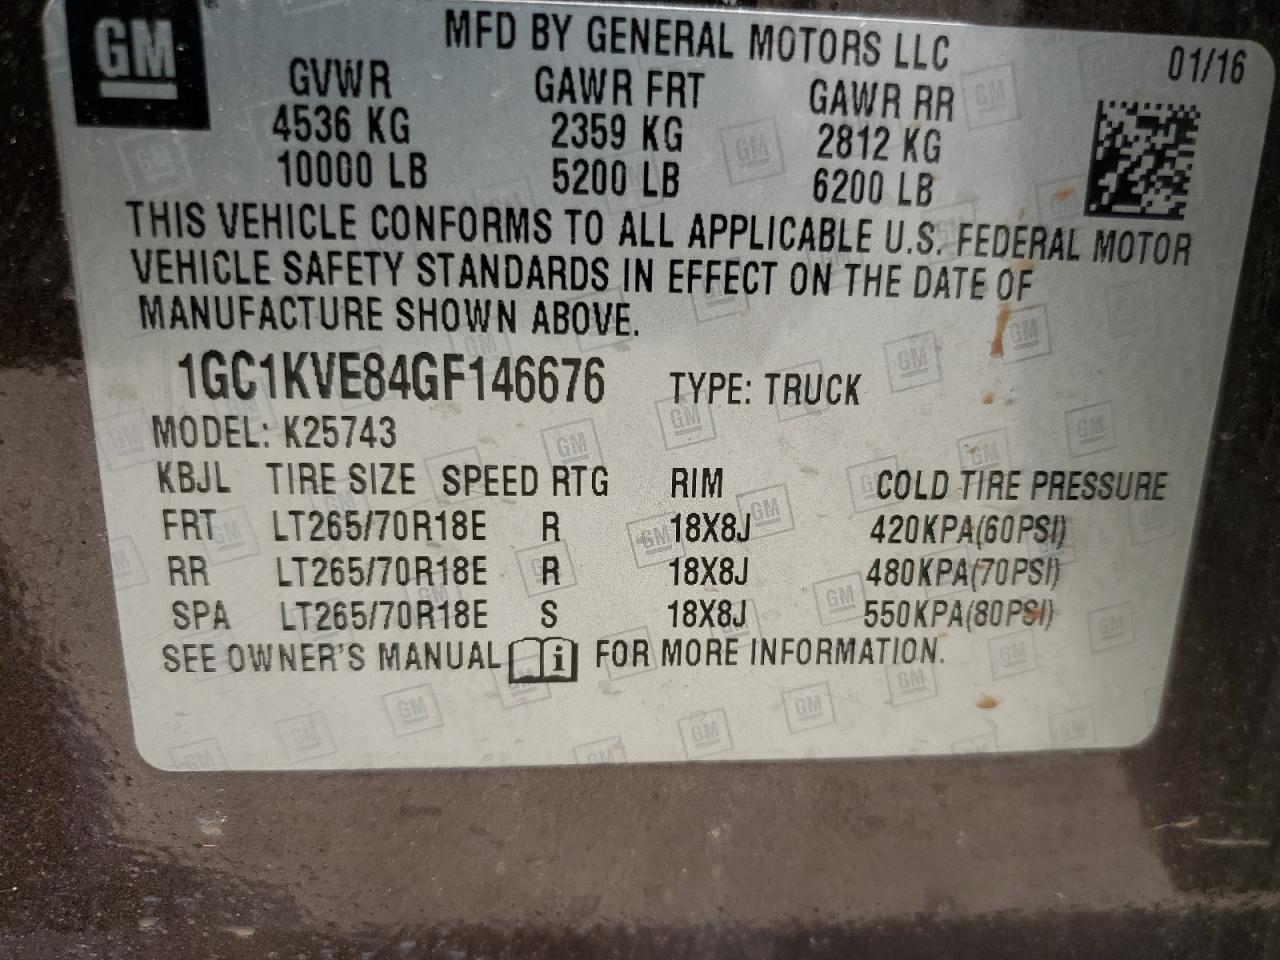 GM
MFD BY GENERAL MOTORS LLC
01/16
GVWR GAWR FRT GAWR RR
4536 KG 2359 KG 2812 KG
10000 LB 5200 LB 6200 LB
THIS VEHICLE CONFORMS TO ALL APPLICABLE U.S. FEDERAL MOTOR
VEHICLE SAFETY STANDARDS IN EFFECT ON THE DATE OF
MANUFACTURE SHOWN ABOVE.
1GC1KVE84GF146676 TYPE: TRUCK
MODEL: K25743
KBJL TIRE SIZE SPEED RTG RIM COLD TIRE PRESSURE
FRT LT265/70R18E R 18X8J 420KPA(60PSI)
RR LT265/70R18E R 18X8J 480KPA(70PSI)
SPA LT265/70R18E S 18X8J 550KPA(80PSI)
SEE OWNER'S MANUAL i FOR MORE INFORMATION.